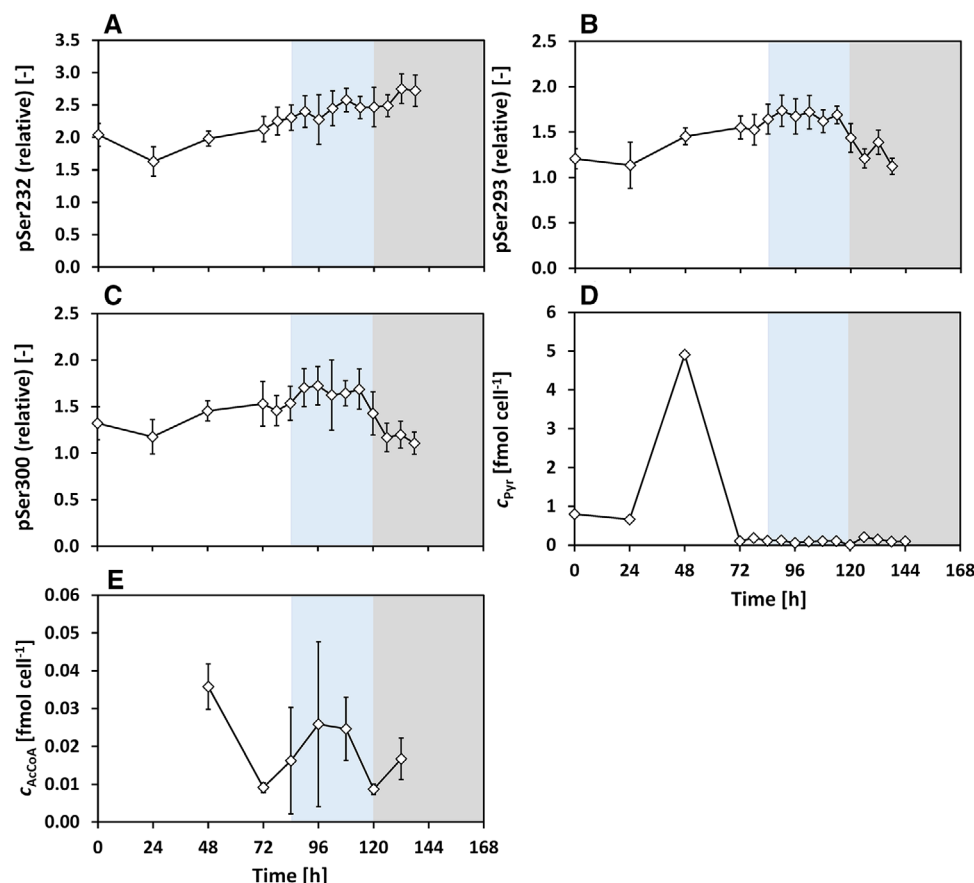 A
3.5
3.0
2.5
2.0
1.5
1.0
0.5
0.0
pSer232 (relative) [-]
B
2.5
2.0
1.5
1.0
0.5
0.0
pSer293 (relative) [-]
C
2.5
2.0
1.5
1.0
0.5
0.0
pSer300 (relative) [-]
D
6
5
4
3
2
1
0
cPyr [fmol cell-1]
0 24 48 72 96 120 144 168
Time [h]
E
0.06
0.05
0.04
0.03
0.02
0.01
0.00
cAcCoA [fmol cell-1]
0 24 48 72 96 120 144 168
Time [h]